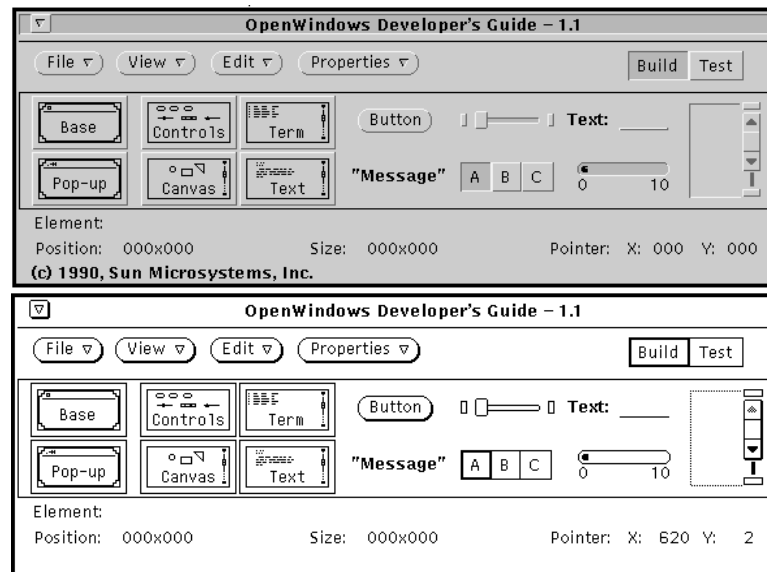 OpenWindows Developer's Guide – 1.1
File View Edit Properties Build Test
Base Controls Term Button Text:
Pop-up Canvas Text "Message" A B C 0 10
Element:
Position: 000x000 Size: 000x000 Pointer: X: 000 Y: 000
(c) 1990, Sun Microsystems, Inc.
OpenWindows Developer's Guide – 1.1
File View Edit Properties Build Test
Base Controls Term Button Text:
Pop-up Canvas Text "Message" A B C 0 10
Element:
Position: 000x000 Size: 000x000 Pointer: X: 620 Y: 2